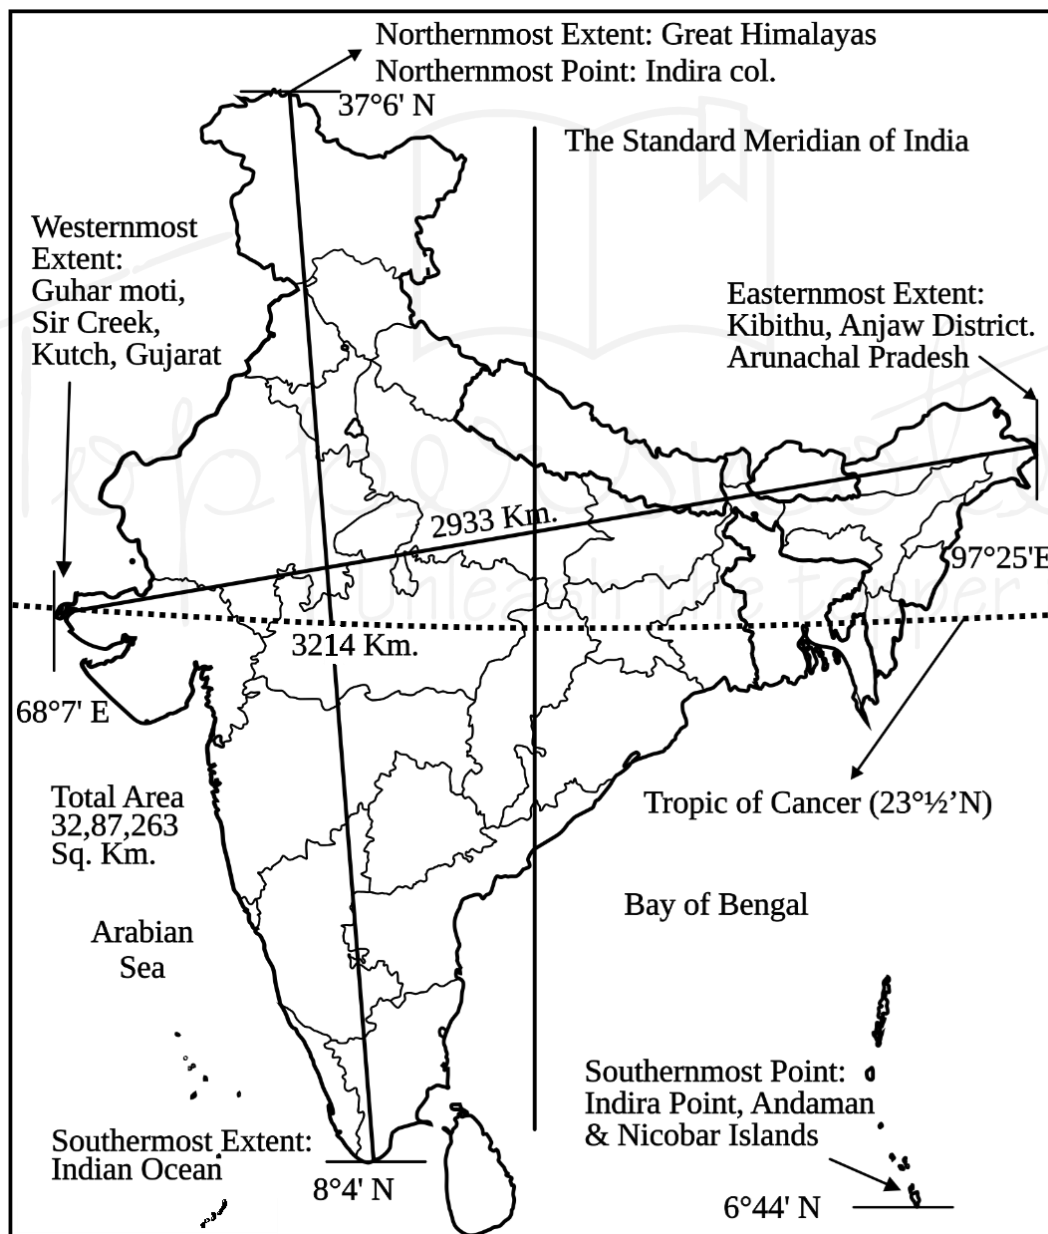 Northernmost Extent: Great Himalayas
Northernmost Point: Indira col.
37°6' N
The Standard Meridian of India
Westernmost
Extent:
Guhar moti,
Sir Creek,
Kutch, Gujarat
Easternmost Extent:
Kibithu, Anjaw District.
Arunachal Pradesh
2933 Km.
97°25'E
3214 Km.
68°7' E
Total Area
32,87,263
Sq. Km.
Tropic of Cancer (23°½’N)
Bay of Bengal
Arabian
Sea
Southernmost Point:
Indira Point, Andaman
& Nicobar Islands
Southermost Extent:
Indian Ocean
8°4' N
6°44' N
Unleash the topper